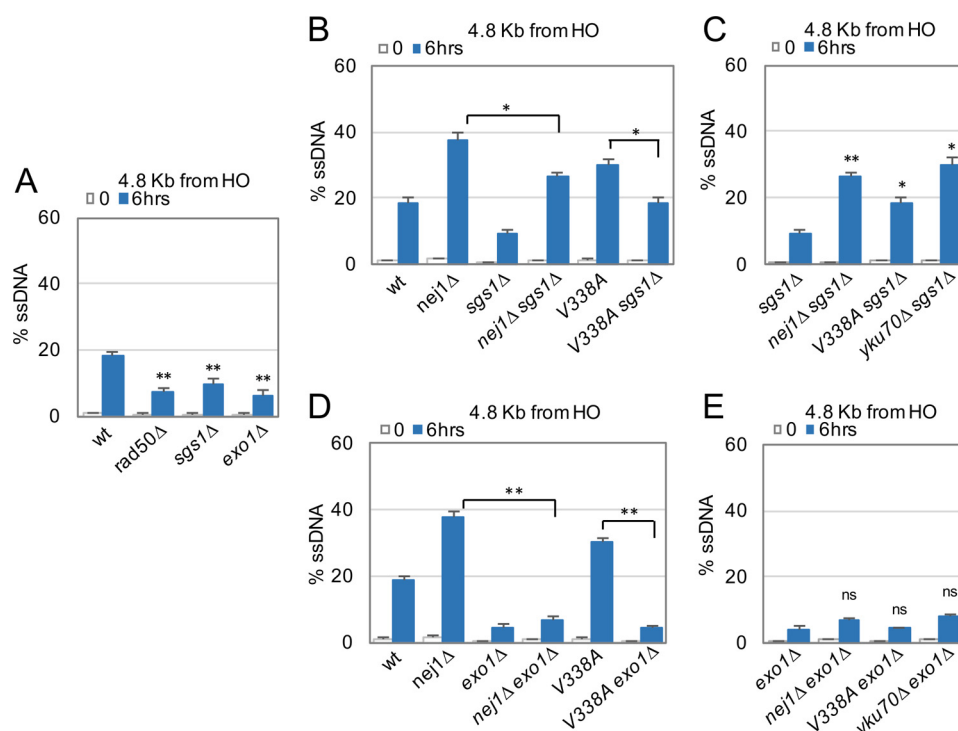 A
4.8 Kb from HO
0 6hrs
% ssDNA
60
40
20
0
**
**
**
wt
rad50Δ
sgs1Δ
exo1Δ
B
4.8 Kb from HO
0 6hrs
% ssDNA
60
40
20
0
*
*
wt
nej1Δ
sgs1Δ
nej1Δ sgs1Δ
V338A
V338A sgs1Δ
C
4.8 Kb from HO
0 6hrs
% ssDNA
60
40
20
0
**
*
*
sgs1Δ
nej1Δ sgs1Δ
V338A sgs1Δ
yku70Δ sgs1Δ
D
4.8 Kb from HO
0 6hrs
% ssDNA
60
40
20
0
**
**
wt
nej1Δ
exo1Δ
nej1Δ exo1Δ
V338A
V338A exo1Δ
E
4.8 Kb from HO
0 6hrs
% ssDNA
60
40
20
0
ns
ns
ns
exo1Δ
nej1Δ exo1Δ
V338A exo1Δ
yku70Δ exo1Δ